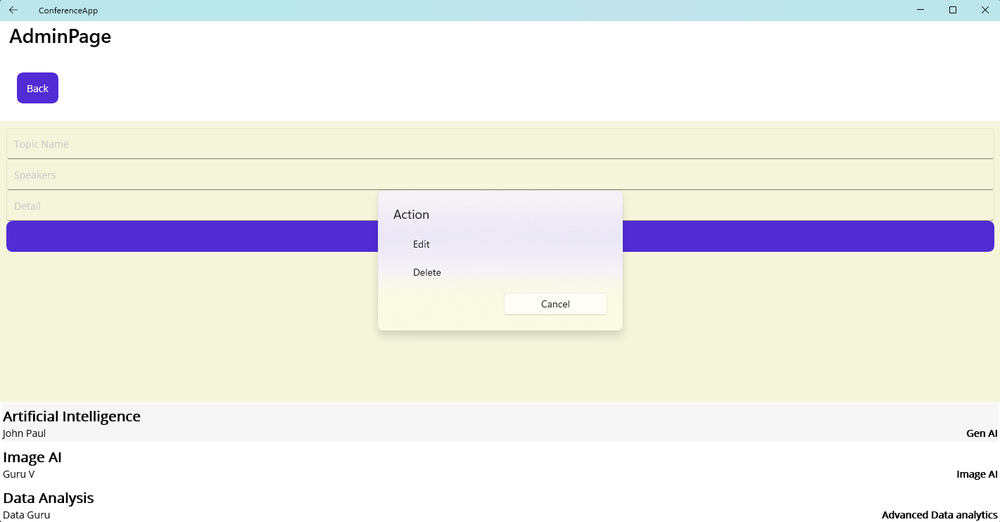 ConferenceApp
AdminPage
Back
Topic Name
Speakers
Detail
Action
Edit
Delete
Cancel
Artificial Intelligence
John Paul Gen AI
Image AI
Guru V Image AI
Data Analysis
Data Guru Advanced Data analytics